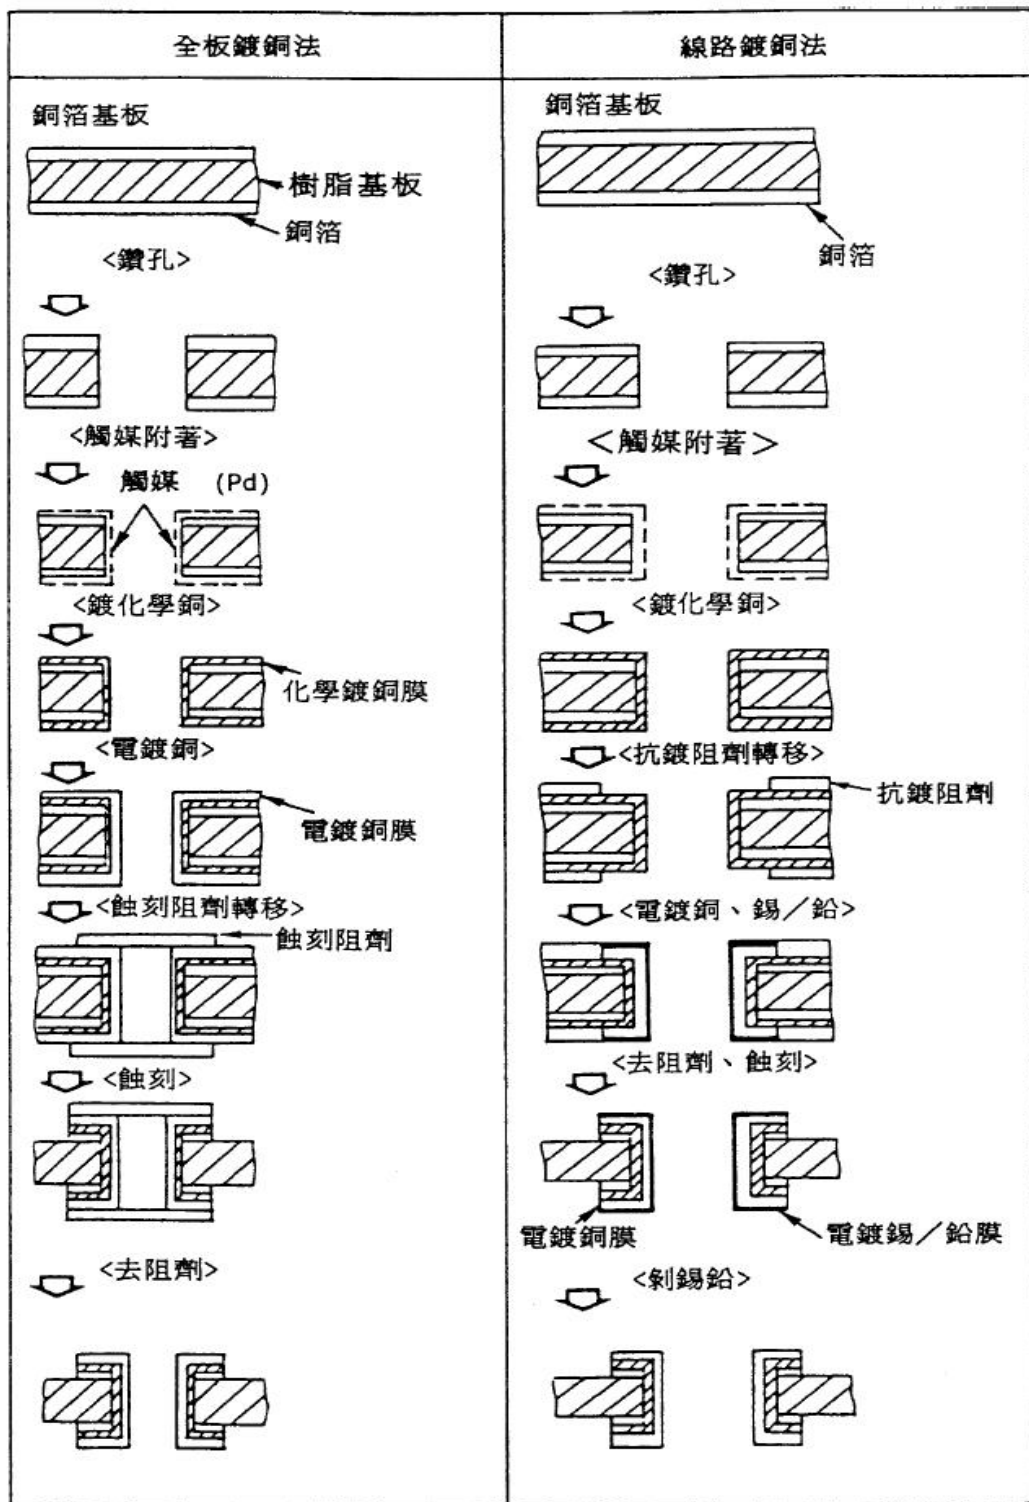 全板鍍銅法
線路鍍銅法
銅箔基板
樹脂基板
銅箔
<鑽孔>
<觸媒附著>
觸媒 (Pd)
<鍍化學銅>
化學鍍銅膜
<電鍍銅>
電鍍銅膜
<蝕刻阻劑轉移>
蝕刻阻劑
<蝕刻>
<去阻劑>
銅箔基板
銅箔
<鑽孔>
<觸媒附著>
<鍍化學銅>
<抗鍍阻劑轉移>
抗鍍阻劑
<電鍍銅、錫／鉛>
<去阻劑、蝕刻>
電鍍銅膜
電鍍錫／鉛膜
<剝錫鉛>